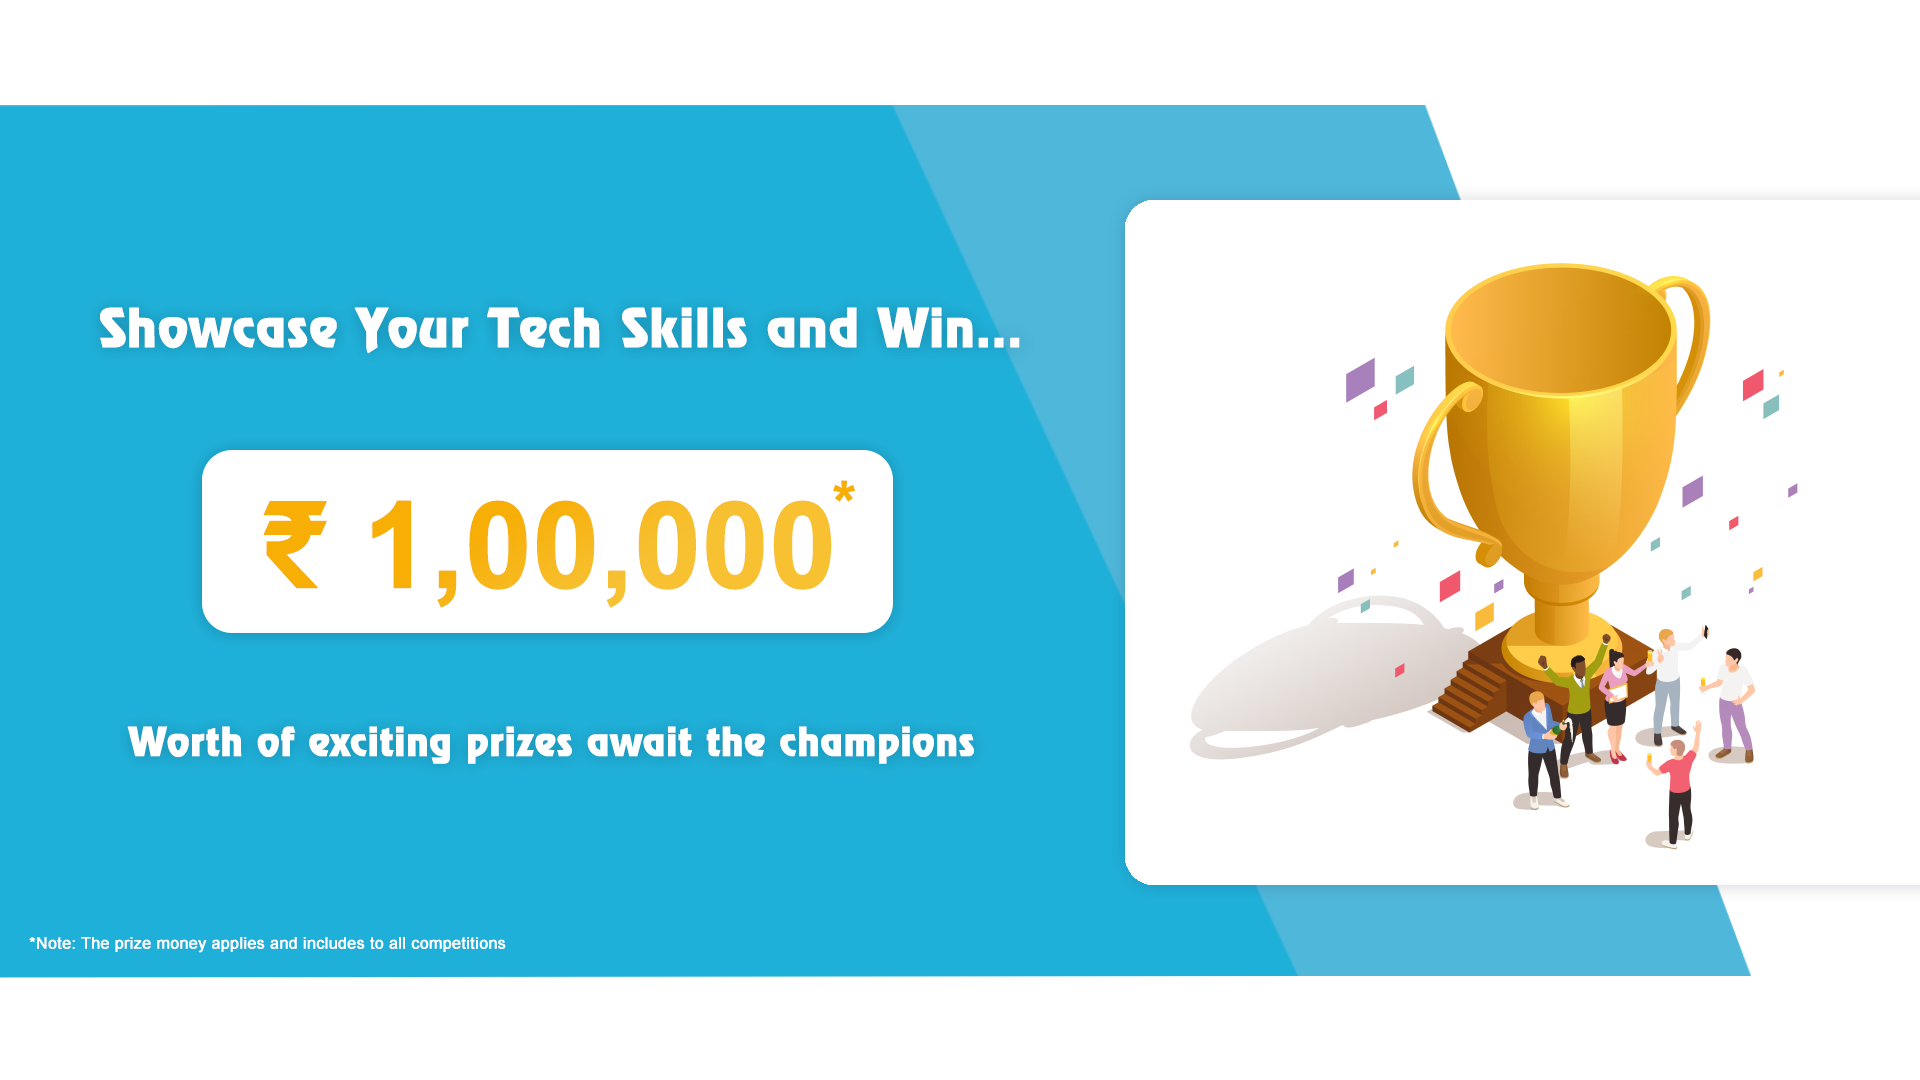 Showcase Your Tech Skills and Win...
₹ 1,00,000*
Worth of exciting prizes await the champions
*Note: The prize money applies and includes to all competitions